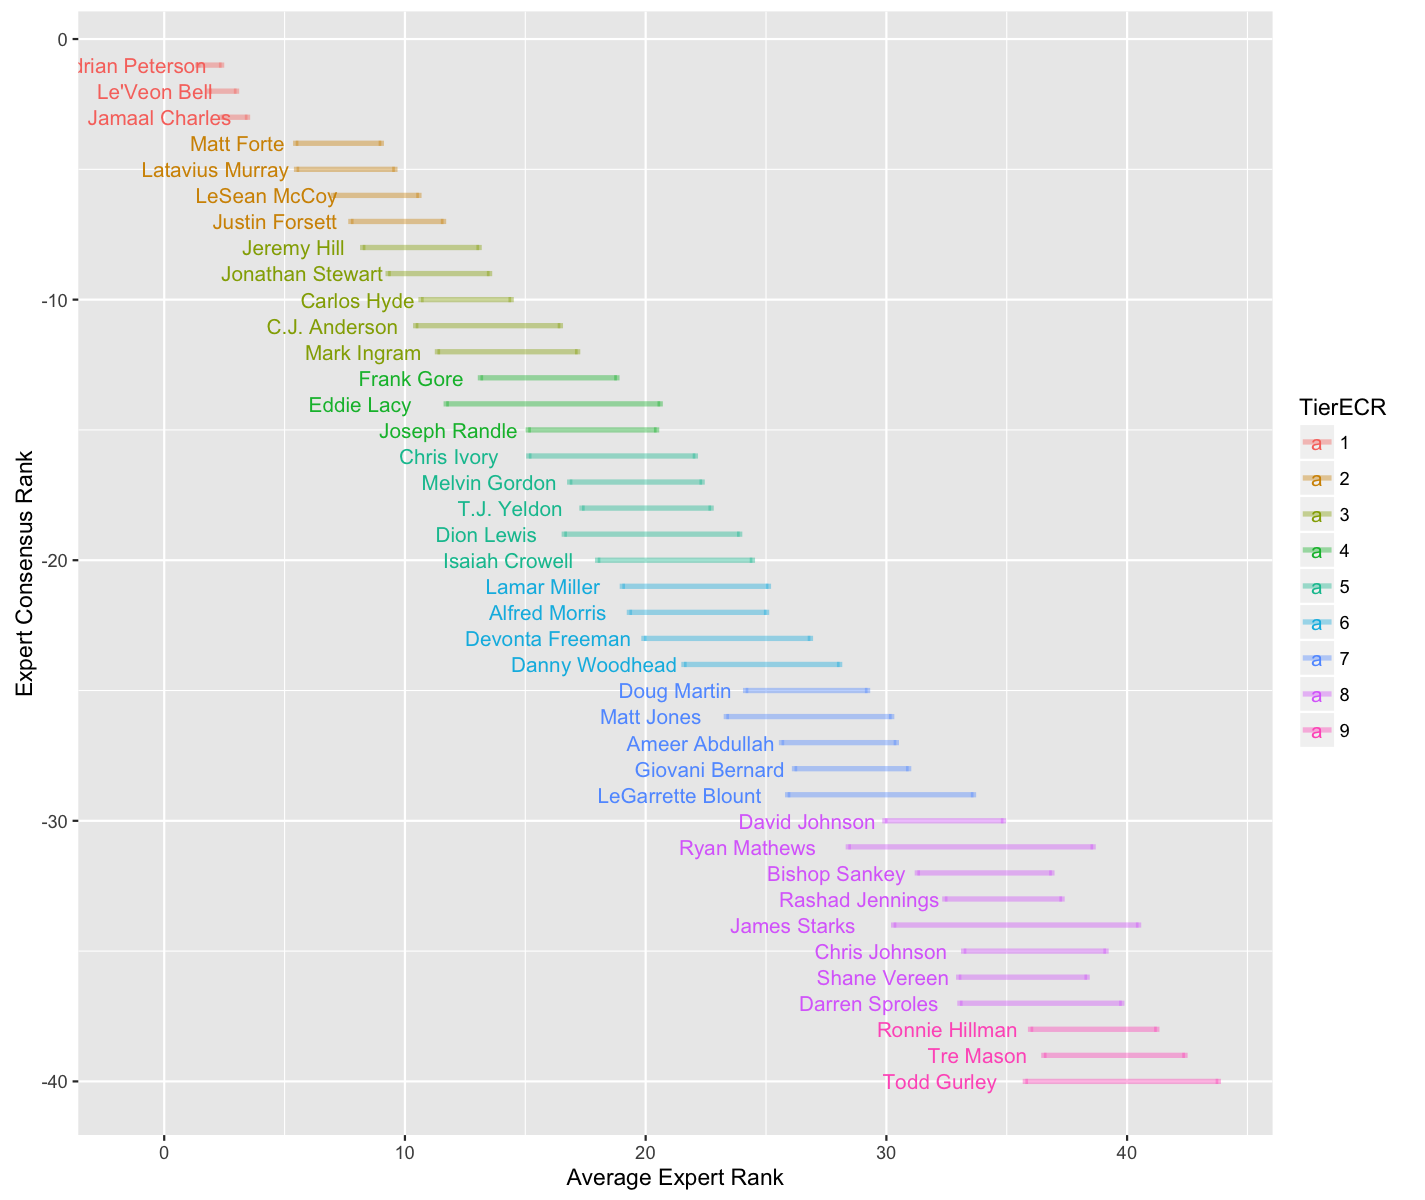 0
drian Peterson
Le'Veon Bell
Jamaal Charles
Matt Forte
Latavius Murray
LeSean McCoy
Justin Forsett
Jeremy Hill
Jonathan Stewart
-10
Carlos Hyde
C.J. Anderson
Mark Ingram
Frank Gore
Eddie Lacy
Joseph Randle
Chris Ivory
Melvin Gordon
T.J. Yeldon
Dion Lewis
-20
Isaiah Crowell
Lamar Miller
Alfred Morris
Devonta Freeman
Danny Woodhead
Doug Martin
Matt Jones
Ameer Abdullah
Giovani Bernard
LeGarrette Blount
-30
David Johnson
Ryan Mathews
Bishop Sankey
Rashad Jennings
James Starks
Chris Johnson
Shane Vereen
Darren Sproles
Ronnie Hillman
Tre Mason
-40
Todd Gurley
0 10 20 30 40
Average Expert Rank
Expert Consensus Rank
TierECR
a 1
a 2
a 3
a 4
a 5
a 6
a 7
a 8
a 9